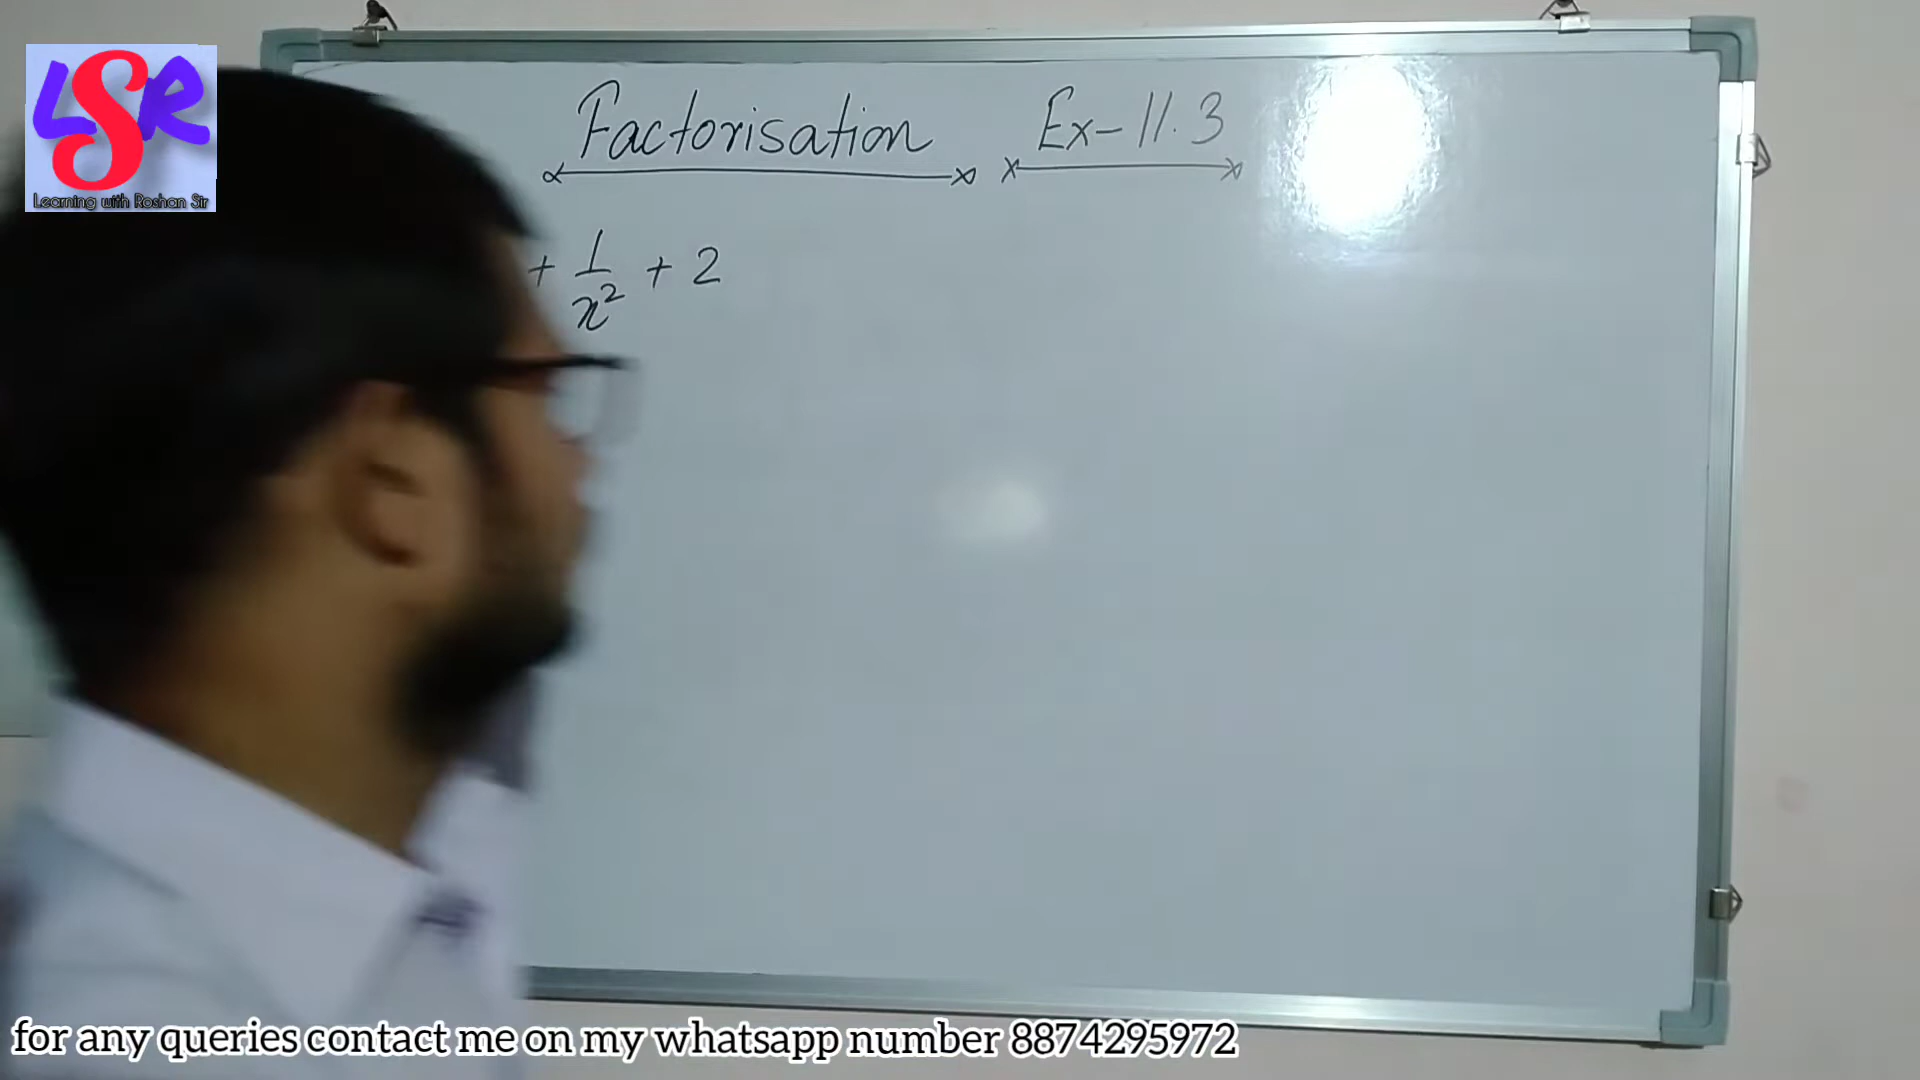 LSR
Learning with Roshan Sir
Factorisation Ex-11.3
+ 1/x² + 2
for any queries contact me on my whatsapp number 8874295972